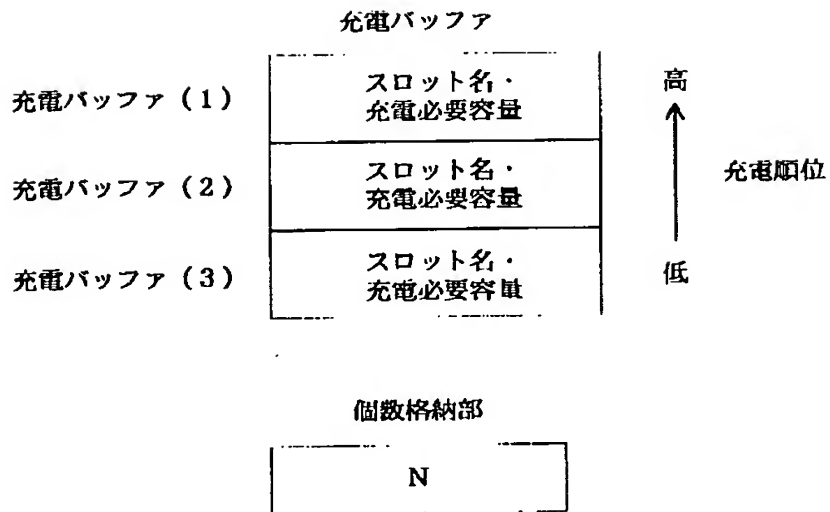 充電バッファ
充電バッファ（1）
スロット名・
充電必要容量
高
充電バッファ（2）
スロット名・
充電必要容量
充電順位
充電バッファ（3）
スロット名・
充電必要容量
低
個数格納部
N